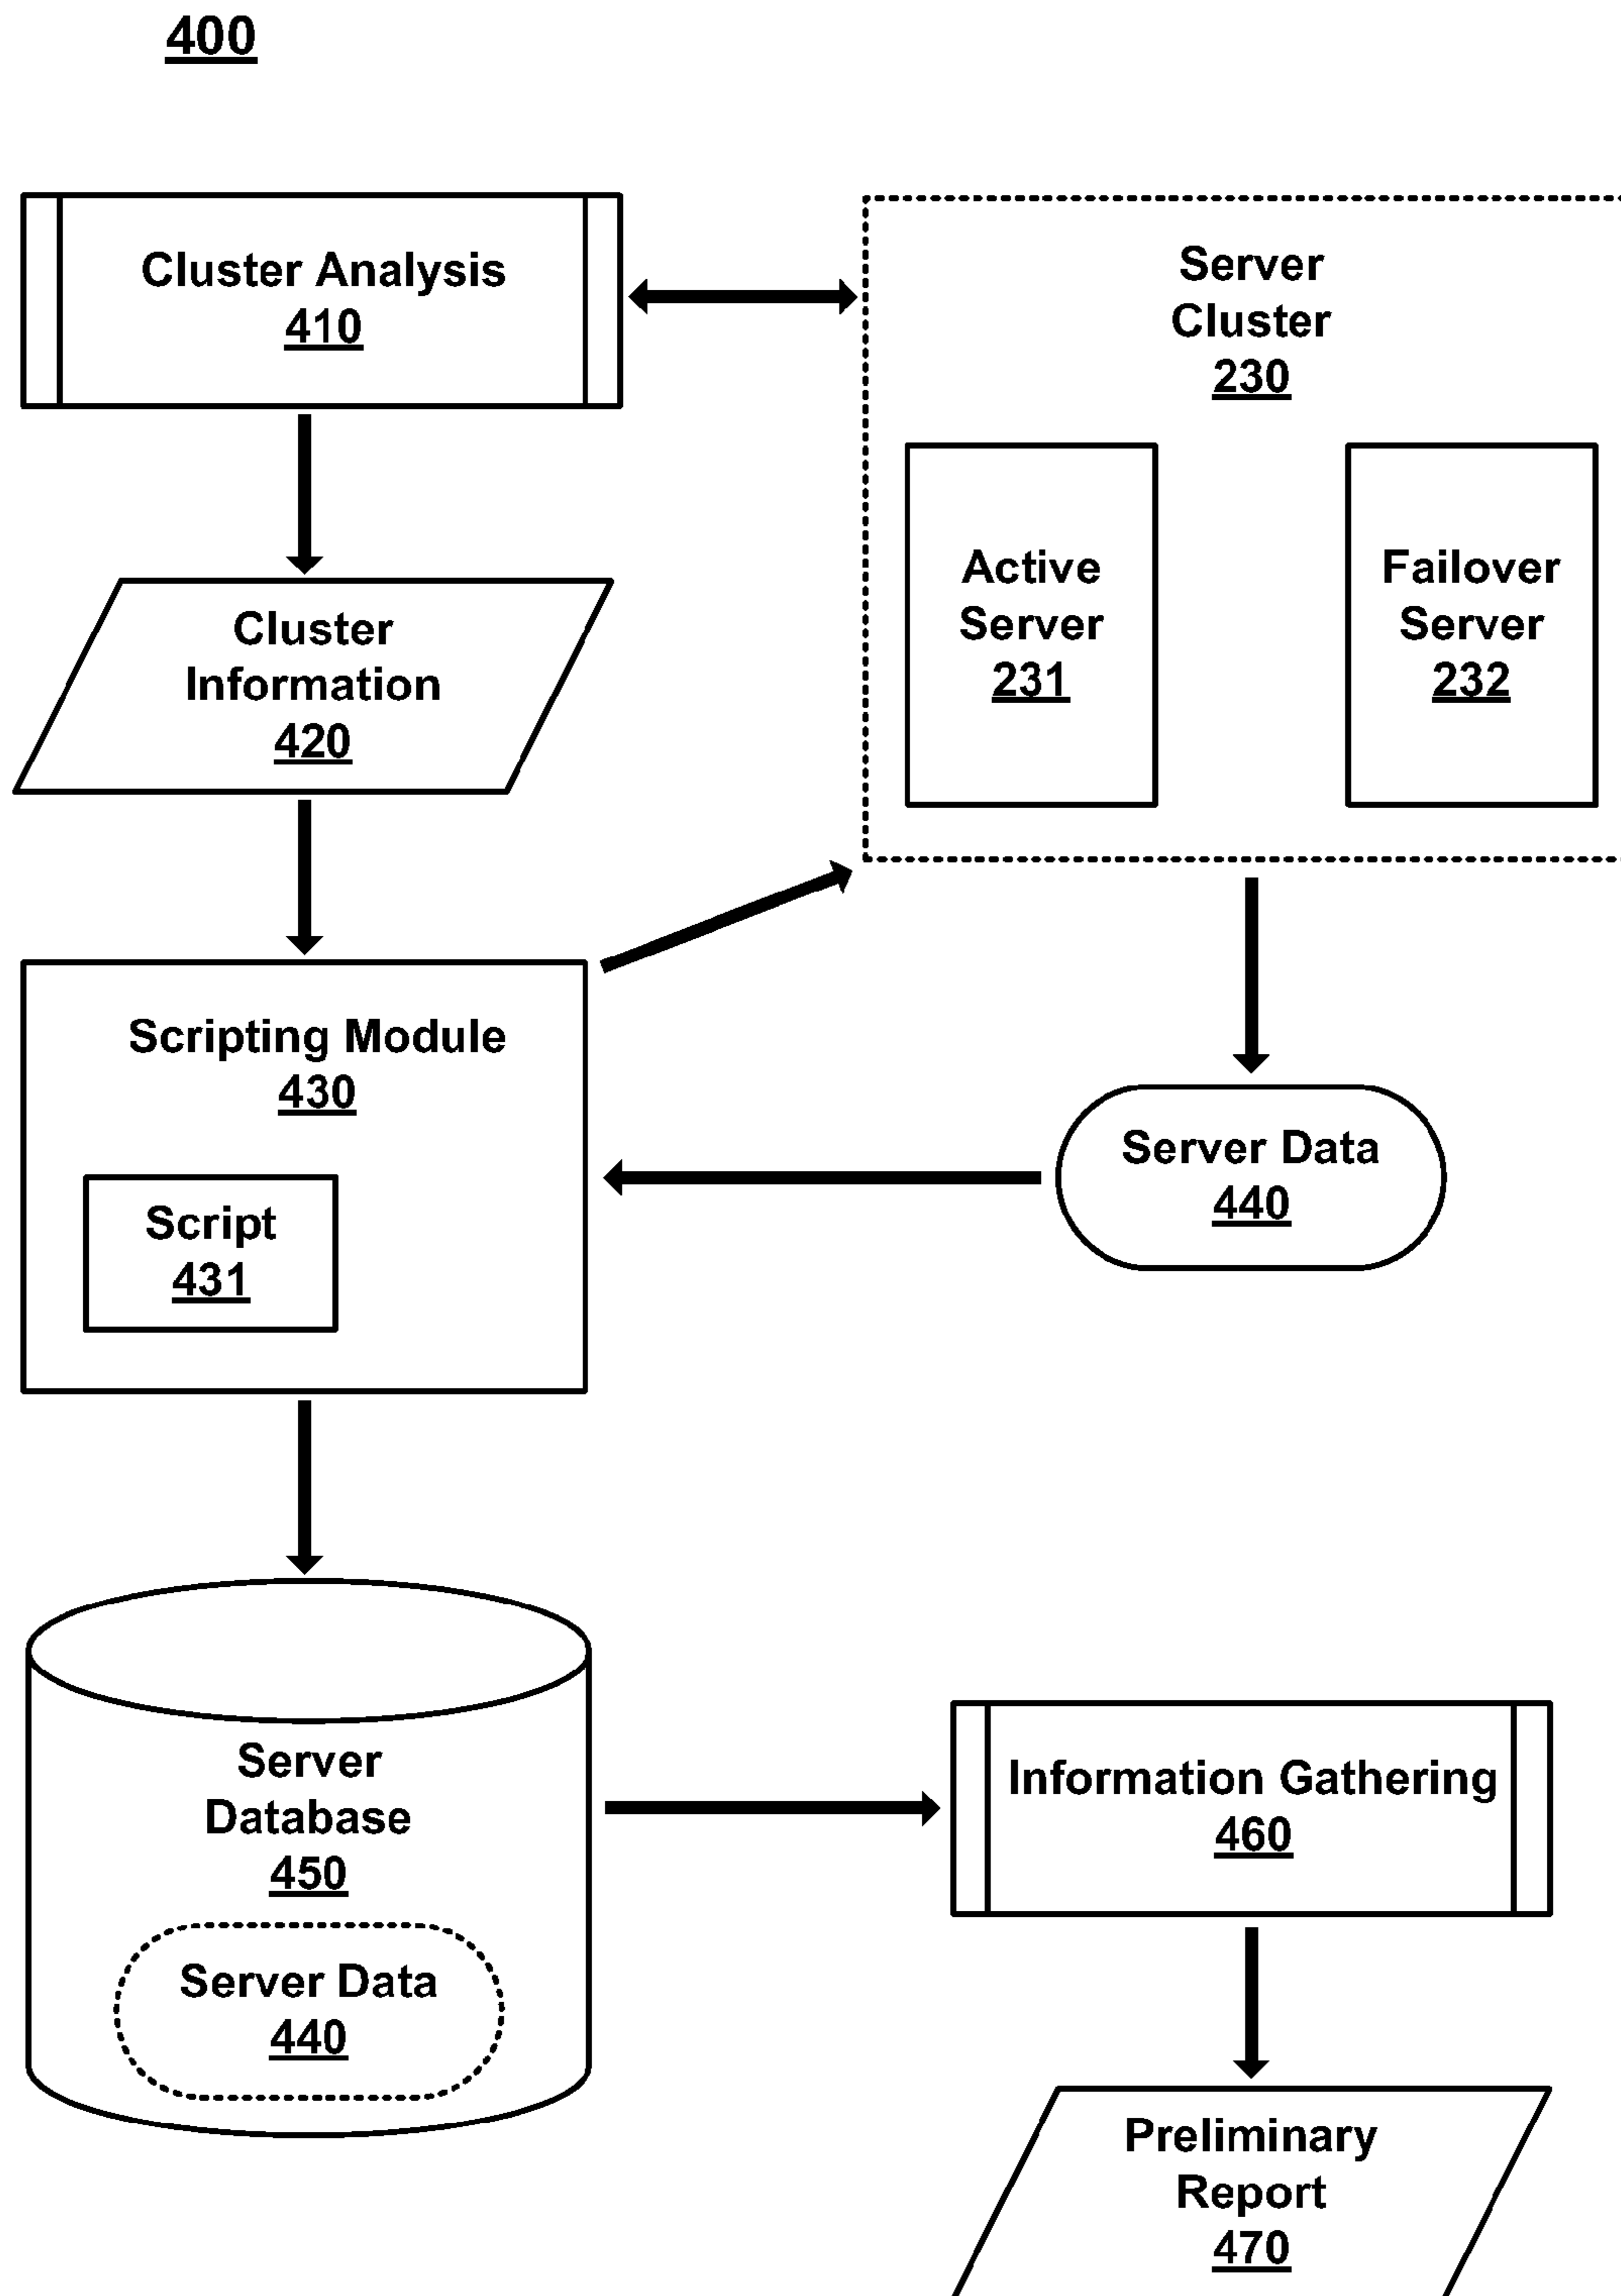 400
Cluster Analysis
410
Server
Cluster
230
Active
Server
231
Failover
Server
232
Cluster
Information
420
Scripting Module
430
Script
431
Server Data
440
Server
Database
450
Server Data
440
Information Gathering
460
Preliminary
Report
470